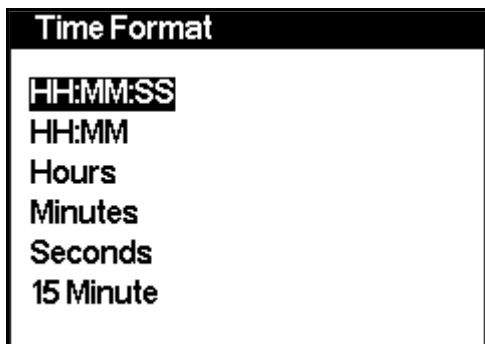 Time Format
HH:MM:SS
HH:MM
Hours
Minutes
Seconds
15 Minute